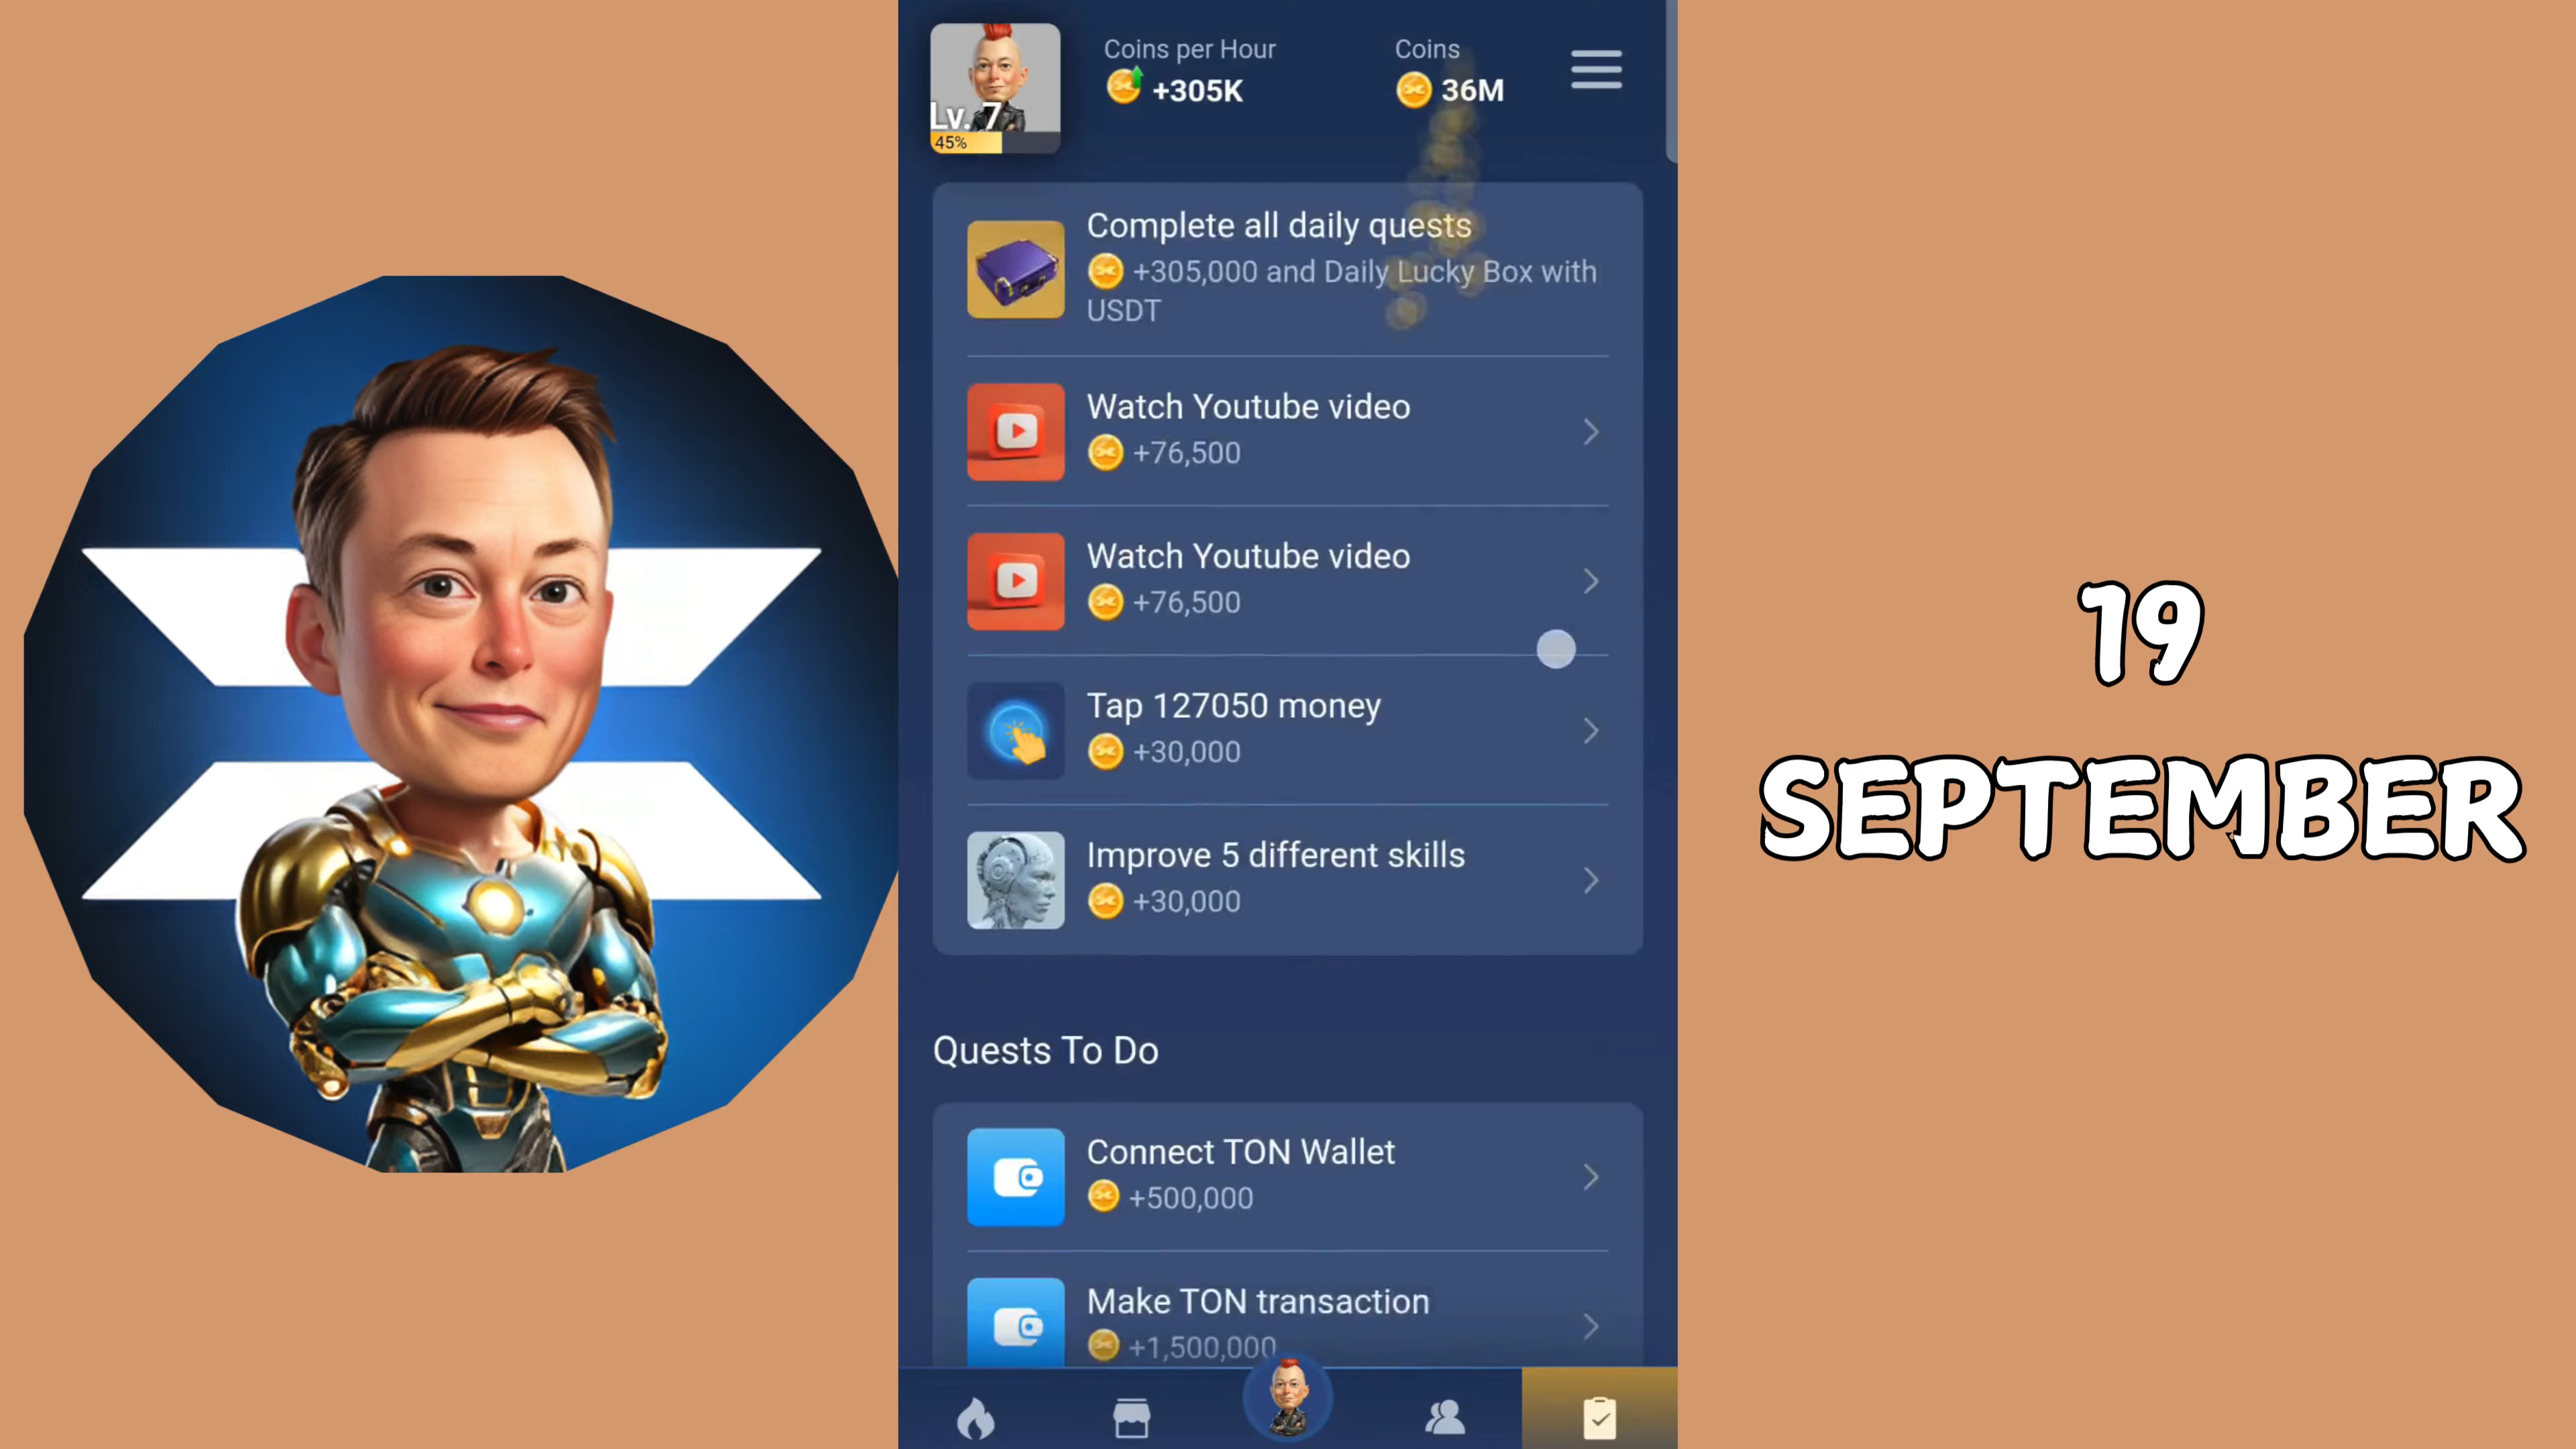 Coins per Hour
+305K
Coins
36M
Lv. 7
45%
Complete all daily quests
+305,000 and Daily Lucky Box with
USDT
Watch Youtube video
+76,500
Watch Youtube video
+76,500
Tap 127050 money
+30,000
Improve 5 different skills
+30,000
Quests To Do
Connect TON Wallet
+500,000
Make TON transaction
+1,500,000
19
SEPTEMBER